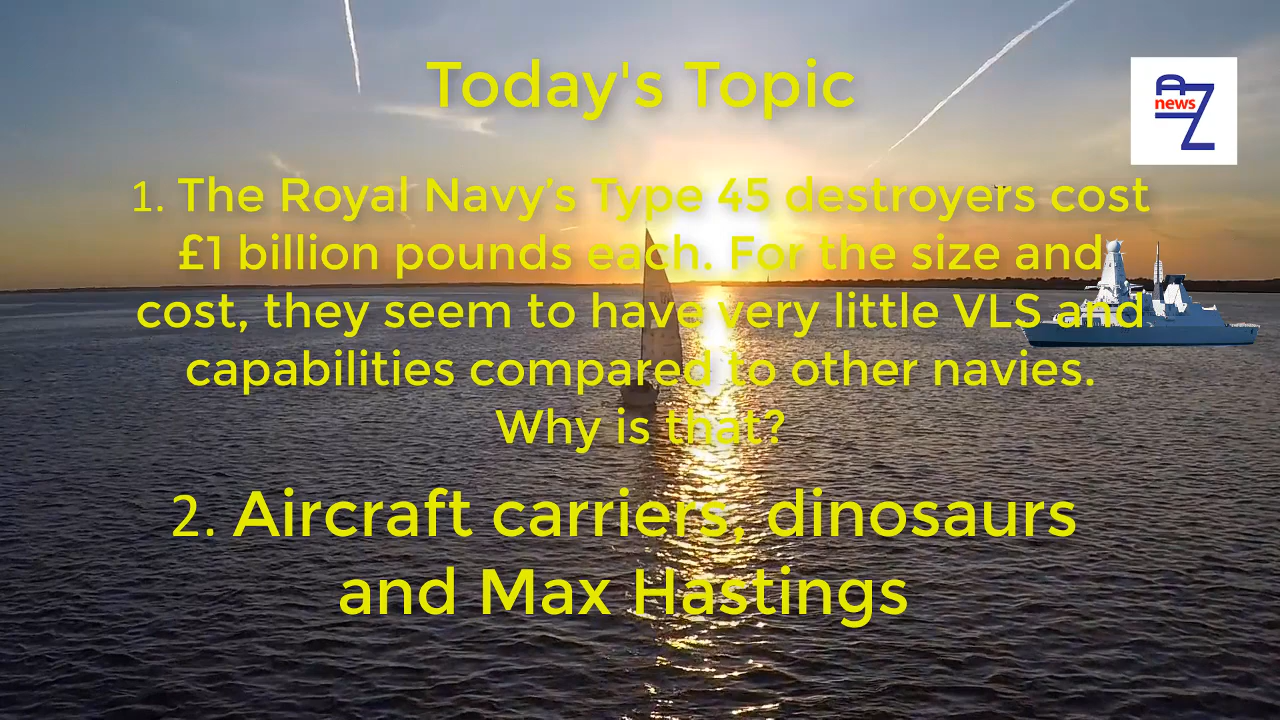 Today's Topic
A news Z
1. The Royal Navy’s Type 45 destroyers cost
£1 billion pounds each. For the size and
cost, they seem to have very little VLS and
capabilities compared to other navies.
Why is that?
2. Aircraft carriers, dinosaurs
and Max Hastings